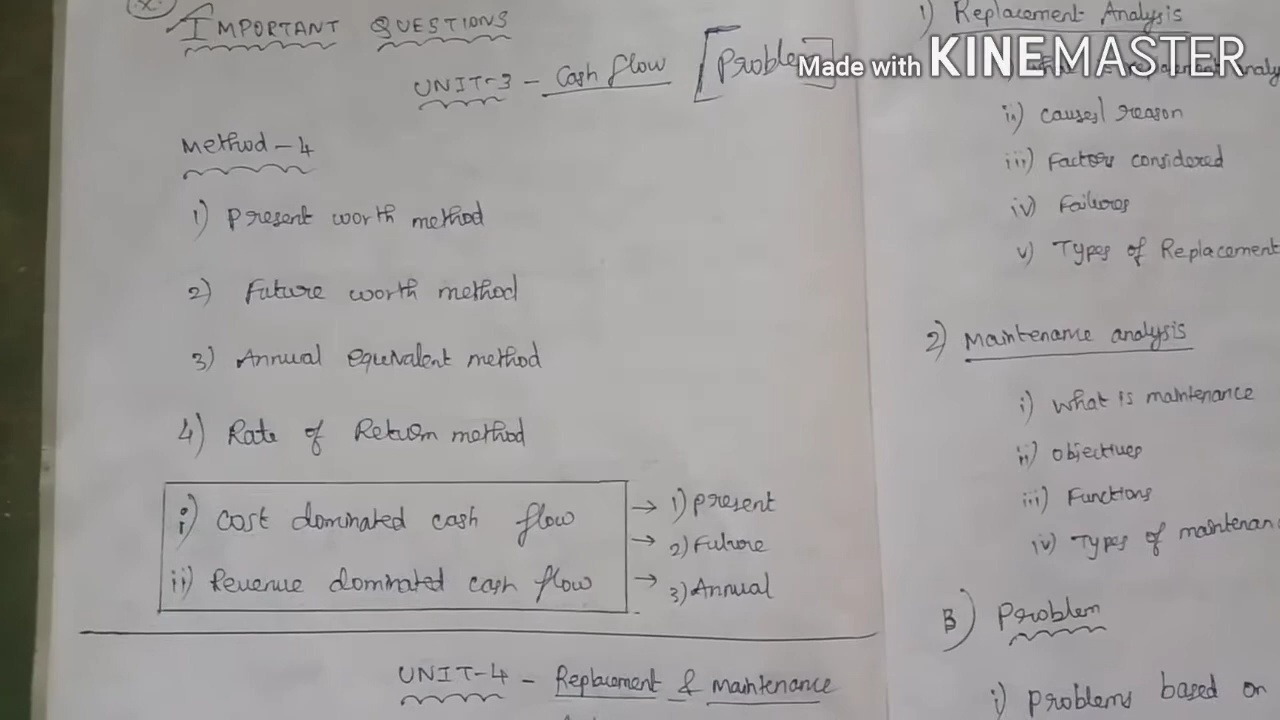 IMPORTANT QUESTIONS
UNIT-3 - Cash flow [Problem]
Method - 4
1) Present worth method
2) Future worth method
3) Annual equivalent method
4) Rate of Return method
i) Cost dominated cash flow
ii) Revenue dominated cash flow
→ 1) Present
→ 2) Future
→ 3) Annual
UNIT-4 - Replacement & maintenance
1) Replacement Analysis
Made with KINEMASTER
ii) causes/ reason
iii) Factors considered
iv) Failures
v) Types of Replacement
2) Maintenance analysis
i) What is maintenance
ii) objectives
iii) Functions
iv) Types of maintenan
B) Problem
i) Problems based on